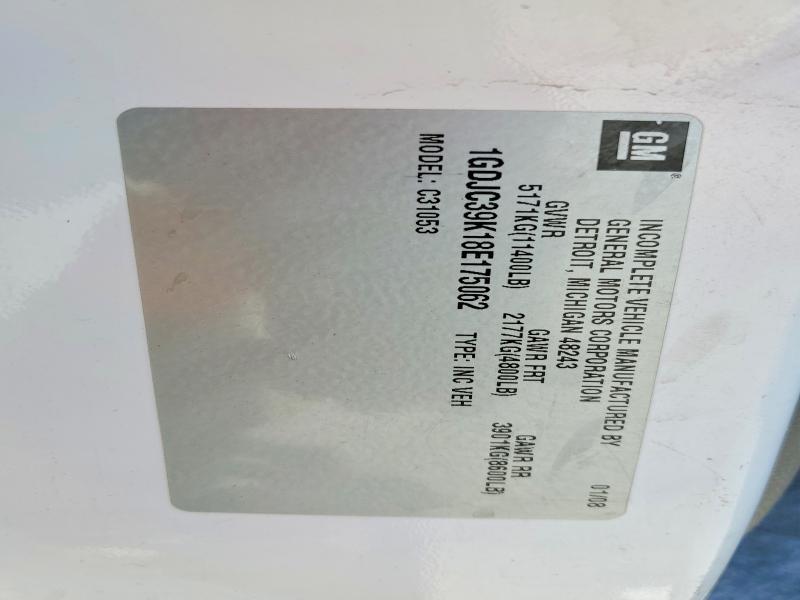 GM ®
INCOMPLETE VEHICLE MANUFACTURED BY
GENERAL MOTORS CORPORATION 01/08
DETROIT, MICHIGAN 48243
GVWR GAWR FRT GAWR RR
5171KG(11400LB) 2177KG(4800LB) 3901KG(8600LB)
1GDJC39K18E175062 TYPE: INC VEH
MODEL: C31053